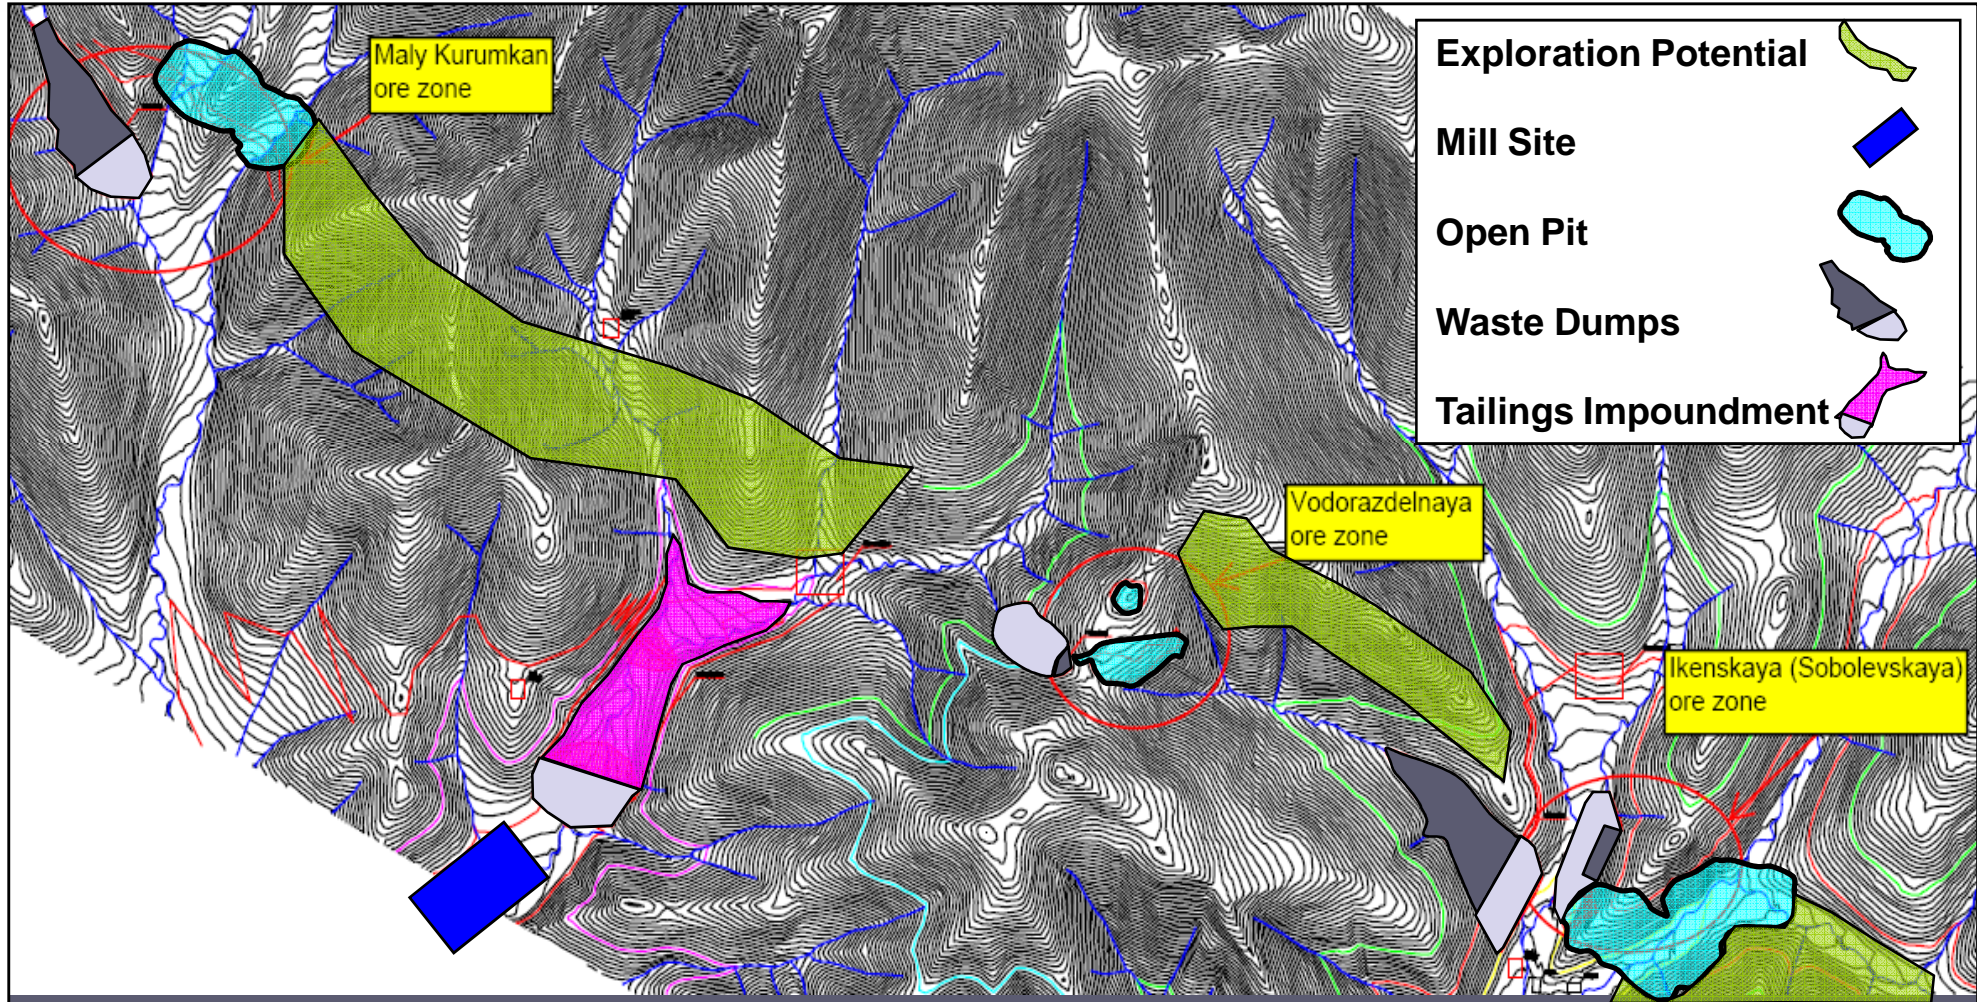 Maly Kurumkan
ore zone
Exploration Potential
Mill Site
Open Pit
Waste Dumps
Tailings Impoundment
Vodorazdelnaya
ore zone
Ikenskaya (Sobolevskaya)
ore zone